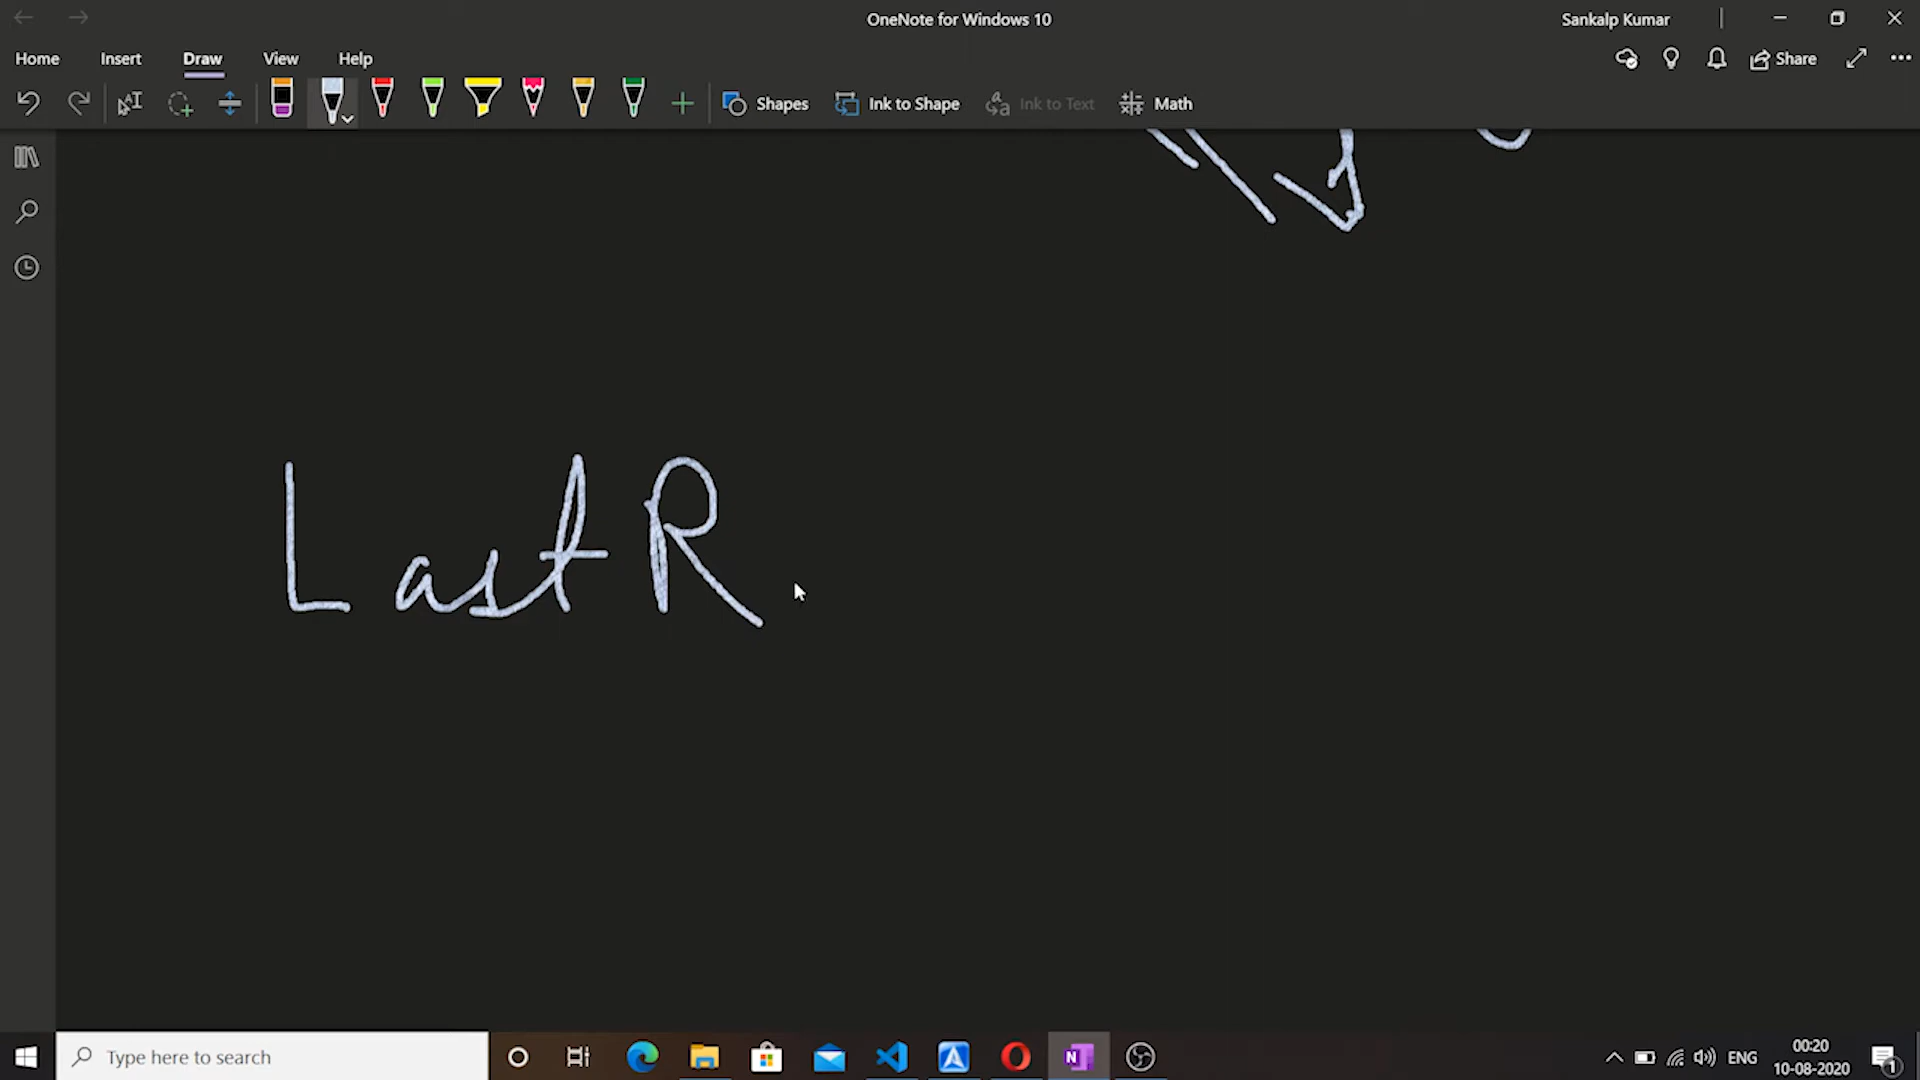 OneNote for Windows 10
Sankalp Kumar
Home Insert Draw View Help
Share
Shapes Ink to Shape Ink to Text Math
Last R
Type here to search
ENG
00:20
10-08-2020
1